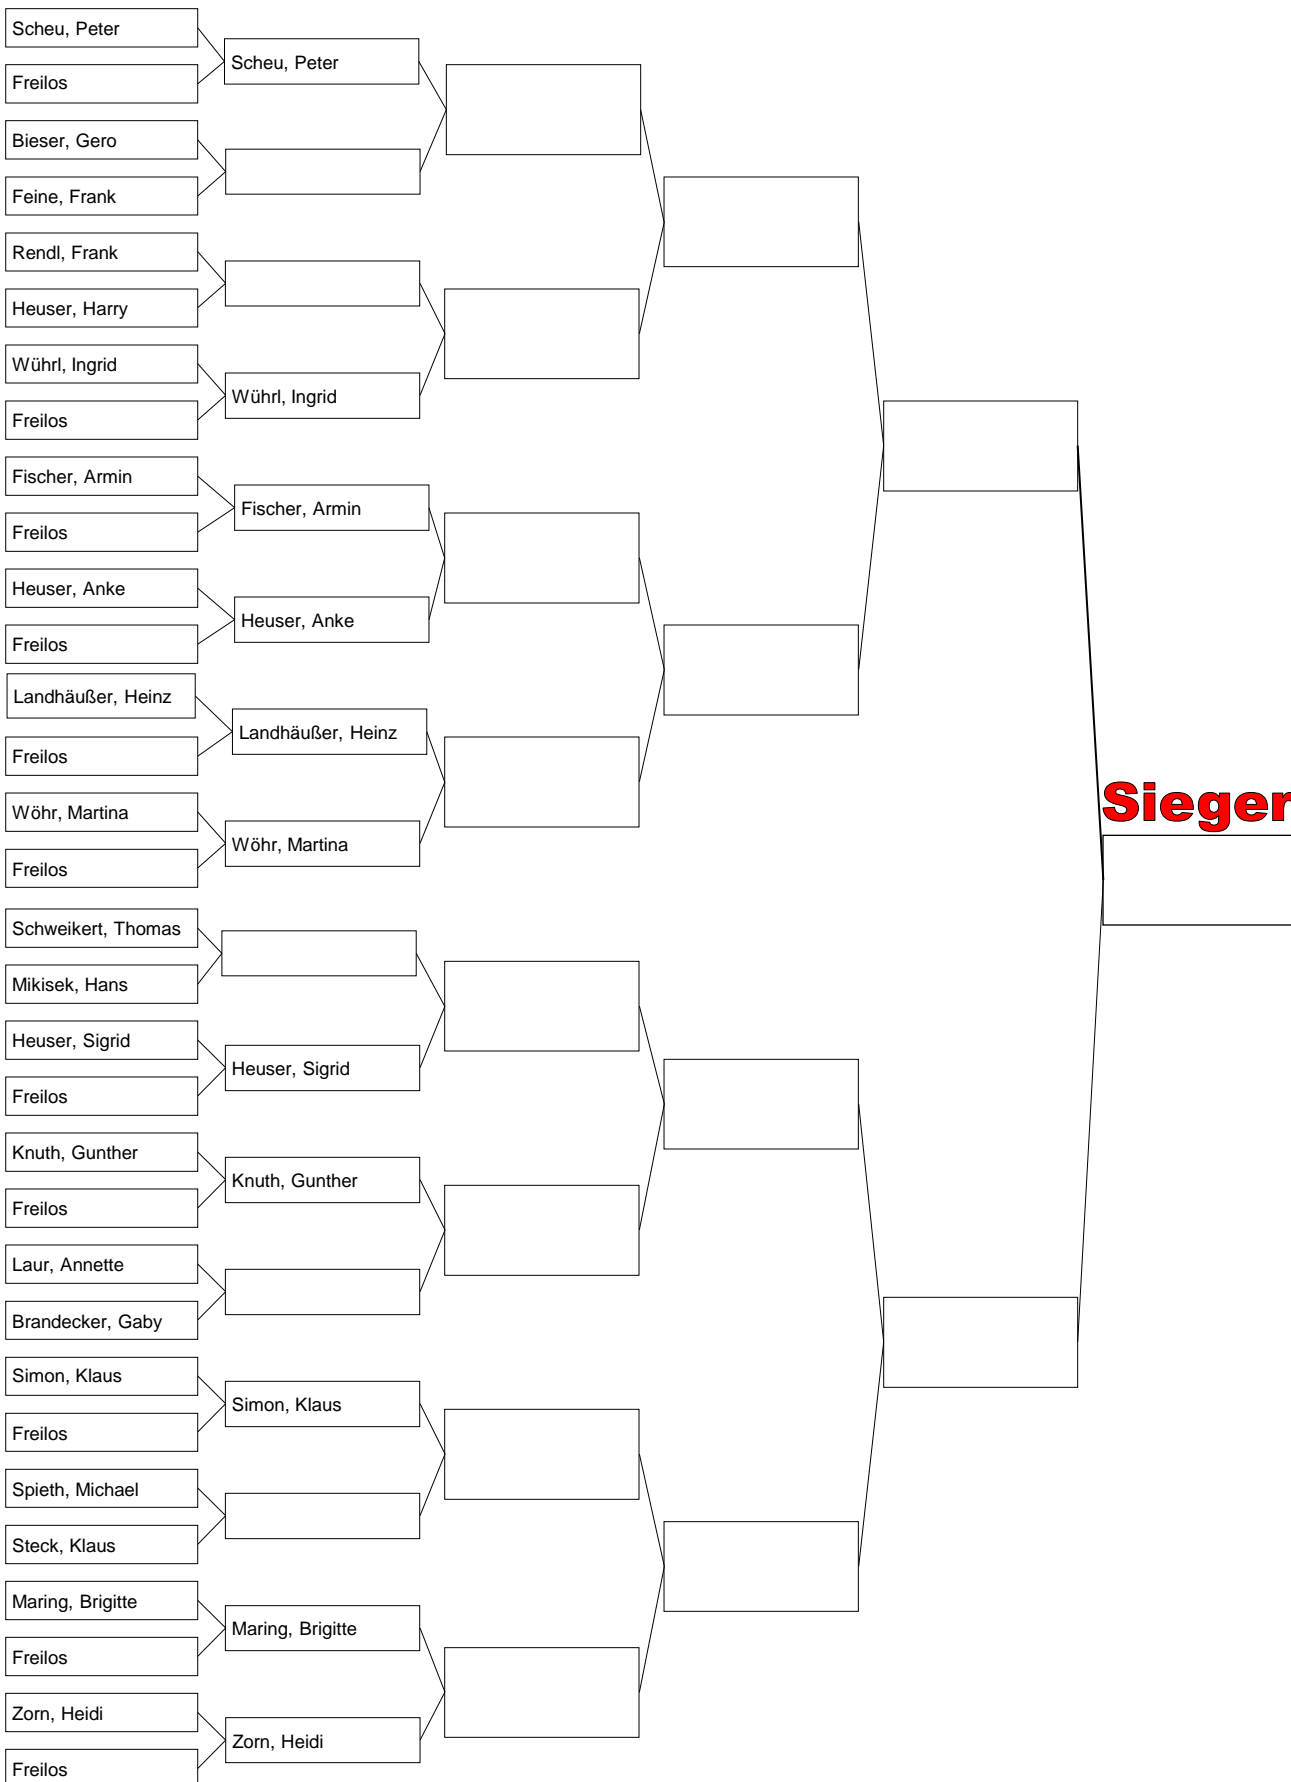 Scheu, Peter
Freilos
Bieser, Gero
Feine, Frank
Rendl, Frank
Heuser, Harry
Wührl, Ingrid
Freilos
Fischer, Armin
Freilos
Heuser, Anke
Freilos
Landhäußer, Heinz
Freilos
Wöhr, Martina
Freilos
Schweikert, Thomas
Mikisek, Hans
Heuser, Sigrid
Freilos
Knuth, Gunther
Freilos
Laur, Annette
Brandecker, Gaby
Simon, Klaus
Freilos
Spieth, Michael
Steck, Klaus
Maring, Brigitte
Freilos
Zorn, Heidi
Freilos
Scheu, Peter
Wührl, Ingrid
Fischer, Armin
Heuser, Anke
Landhäußer, Heinz
Wöhr, Martina
Heuser, Sigrid
Knuth, Gunther
Simon, Klaus
Maring, Brigitte
Zorn, Heidi
Sieger